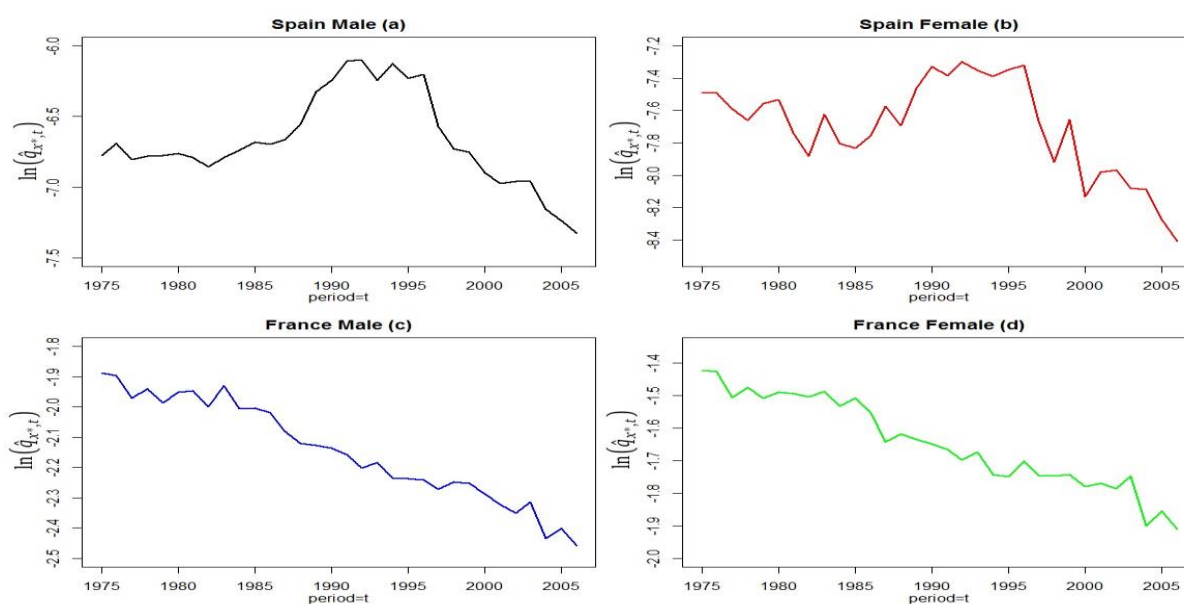 Spain Male (a)
ln(q̂ₓ*,ₜ)
-6.0
-6.5
-7.0
-7.5
1975 1980 1985 1990 1995 2000 2005
period=t
Spain Female (b)
ln(q̂ₓ*,ₜ)
-7.2
-7.4
-7.6
-7.8
-8.0
-8.2
-8.4
1975 1980 1985 1990 1995 2000 2005
period=t
France Male (c)
ln(q̂ₓ*,ₜ)
-1.8
-1.9
-2.0
-2.1
-2.2
-2.3
-2.4
-2.5
1975 1980 1985 1990 1995 2000 2005
period=t
France Female (d)
ln(q̂ₓ*,ₜ)
-1.4
-1.5
-1.6
-1.7
-1.8
-1.9
-2.0
1975 1980 1985 1990 1995 2000 2005
period=t